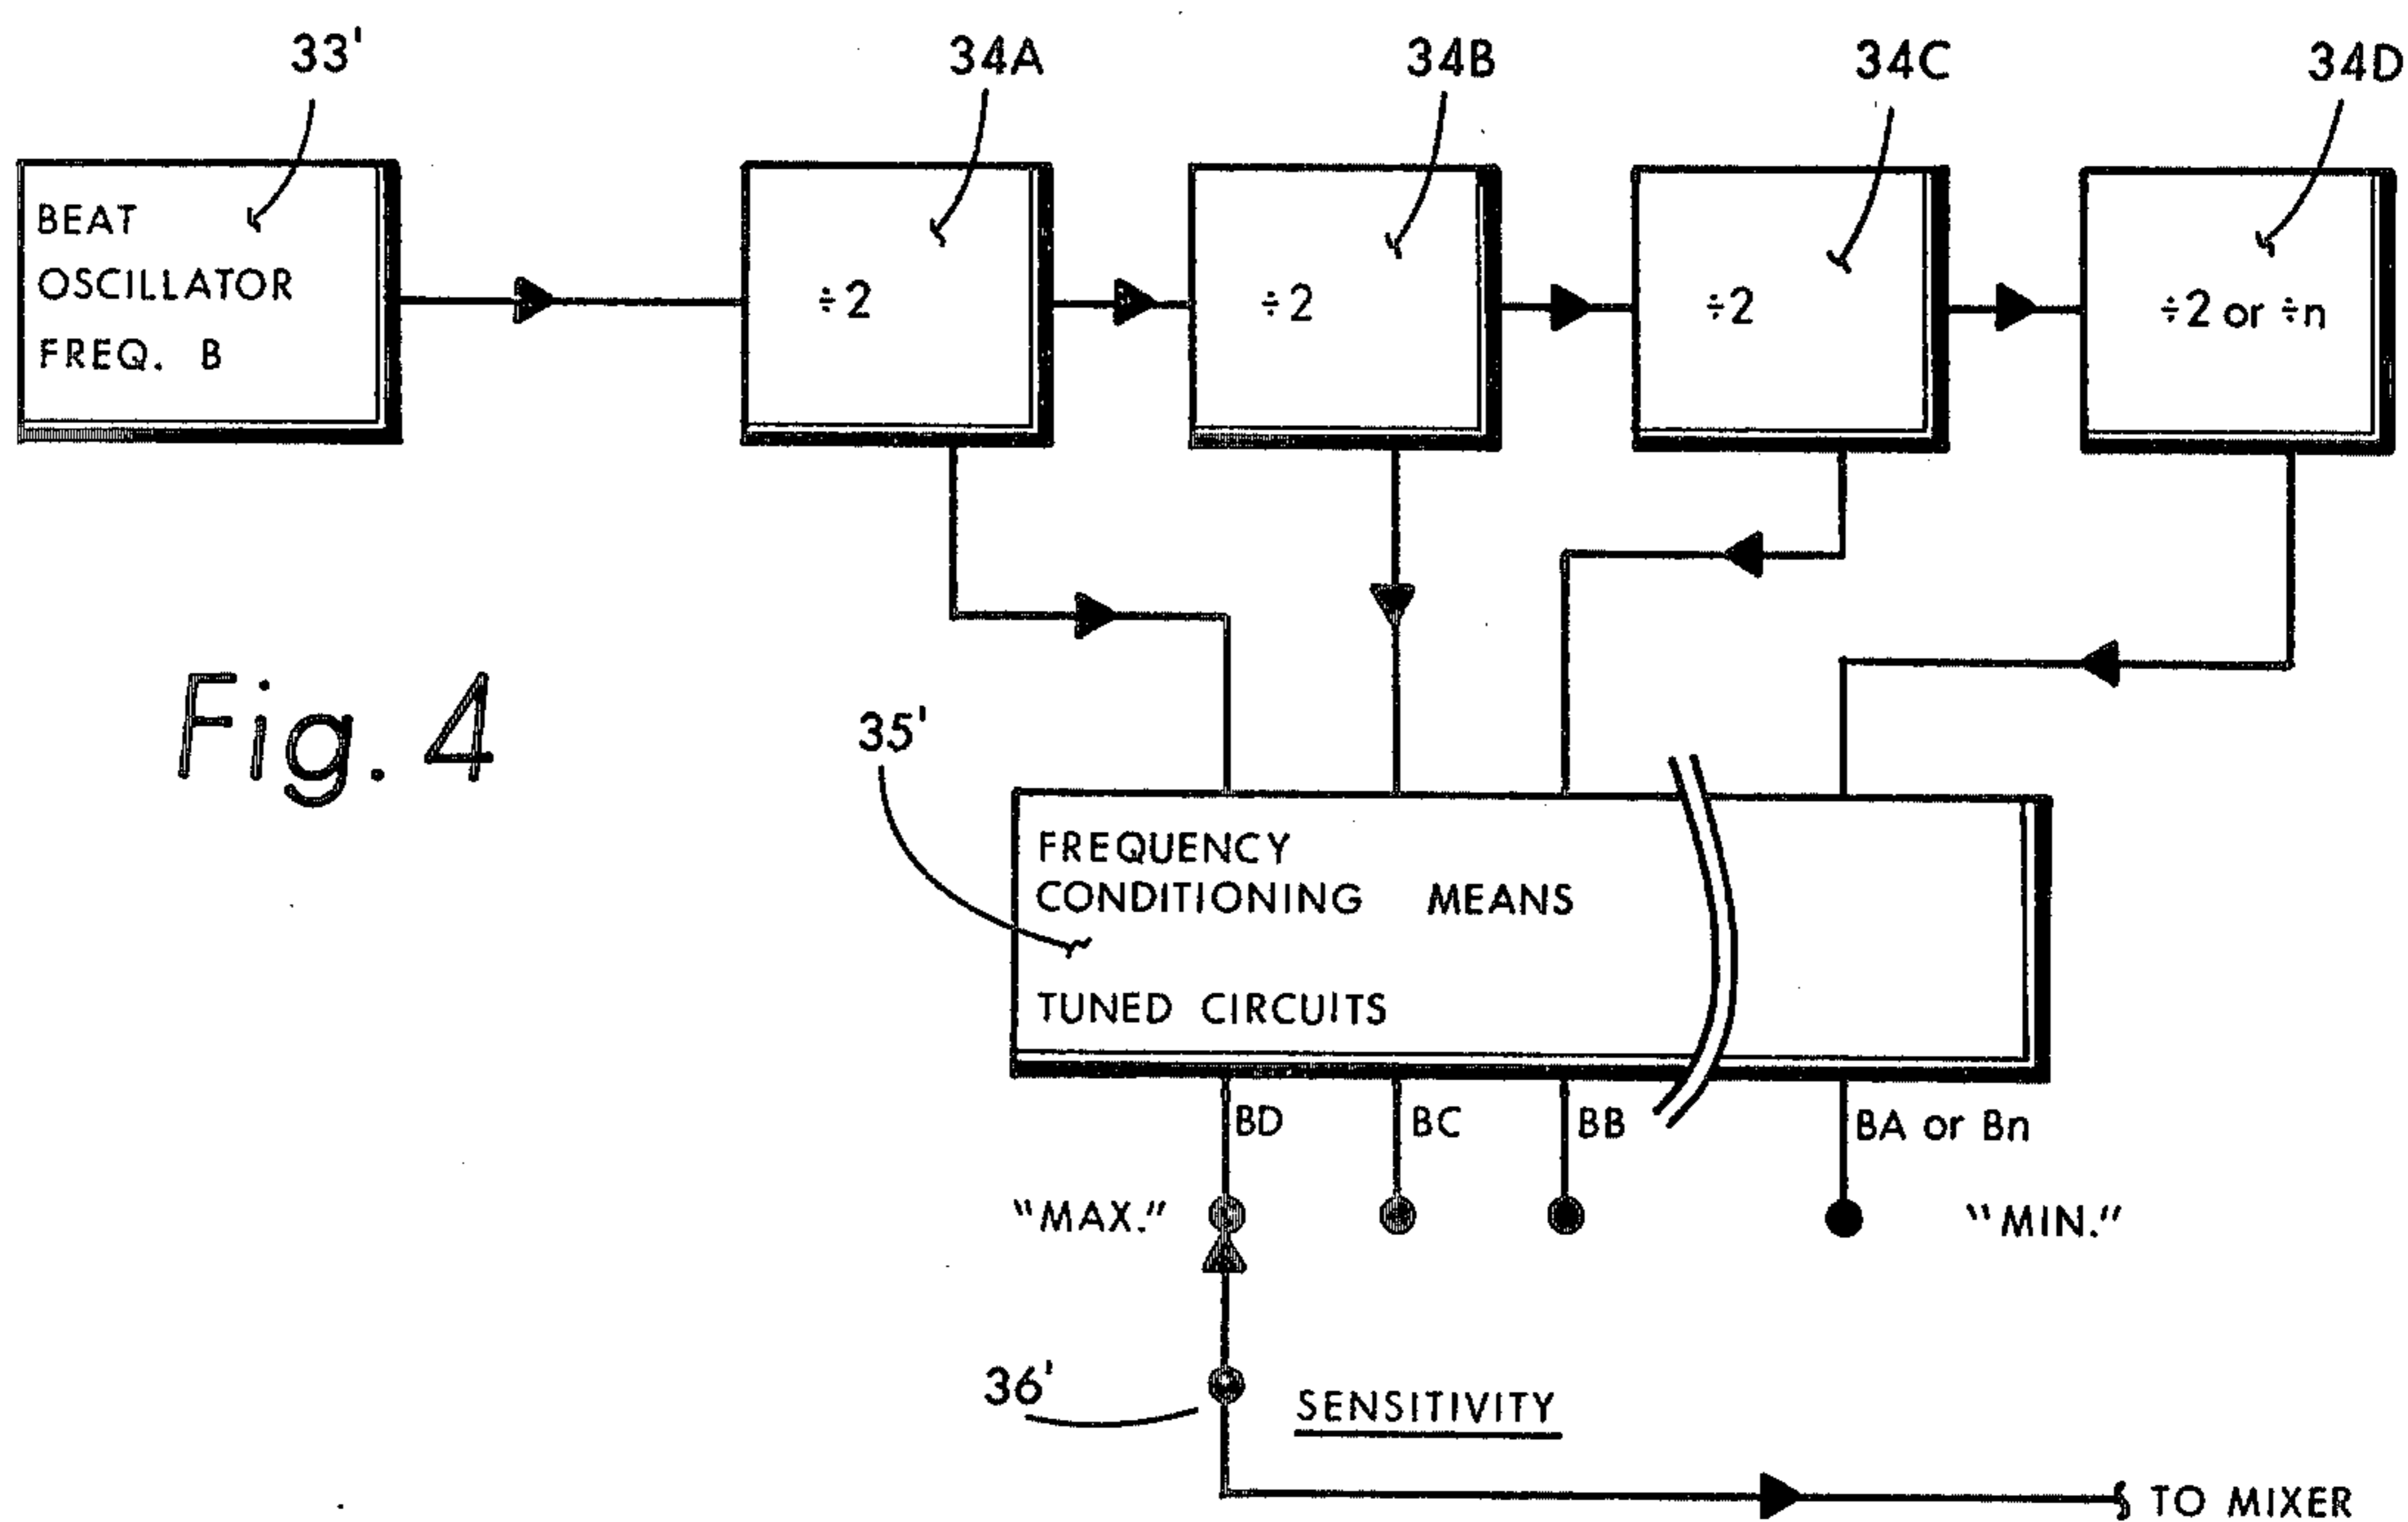 33'
34A
34B
34C
34D
BEAT
OSCILLATOR
FREQ. B
÷2
÷2
÷2
÷2 or ÷n
Fig. 4
35'
FREQUENCY
CONDITIONING MEANS
TUNED CIRCUITS
BD
BC
BB
BA or Bn
"MAX."
"MIN."
36'
SENSITIVITY
TO MIXER